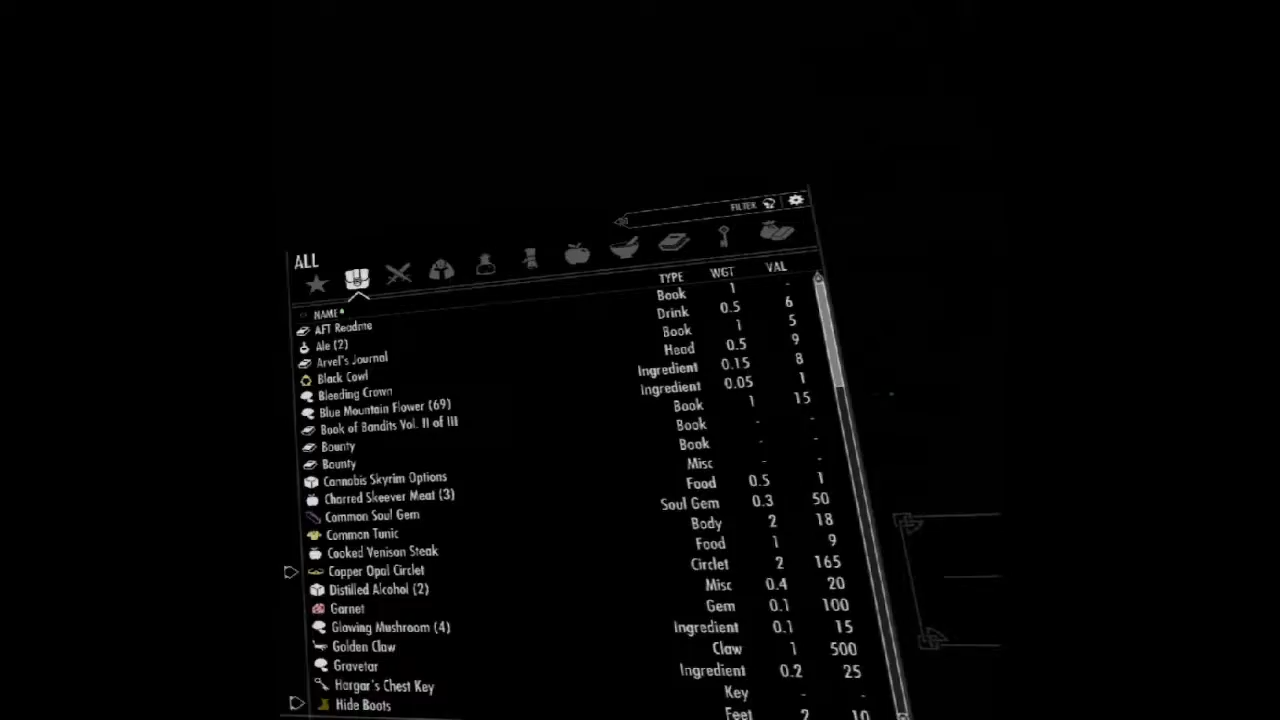 FILTER
ALL
NAME TYPE WGT VAL
AFT Readme Book 1 -
Ale (2) Drink 0.5 6
Arvel's Journal Book 1 5
Black Cowl Head 0.5 9
Bleeding Crown Ingredient 0.15 8
Blue Mountain Flower (69) Ingredient 0.05 1
Book of Bandits Vol. II of III Book 1 15
Bounty Book - -
Bounty Book - -
Cannabis Skyrim Options Misc - -
Charred Skeever Meat (3) Food 0.5 1
Common Soul Gem Soul Gem 0.3 50
Common Tunic Body 2 18
Cooked Venison Steak Food 1 9
Copper Opal Circlet Circlet 2 165
Distilled Alcohol (2) Misc 0.4 20
Garnet Gem 0.1 100
Glowing Mushroom (4) Ingredient 0.1 15
Golden Claw Claw 1 500
Gravetar Ingredient 0.2 25
Hargar's Chest Key Key - -
Hide Boots Feet 2 10